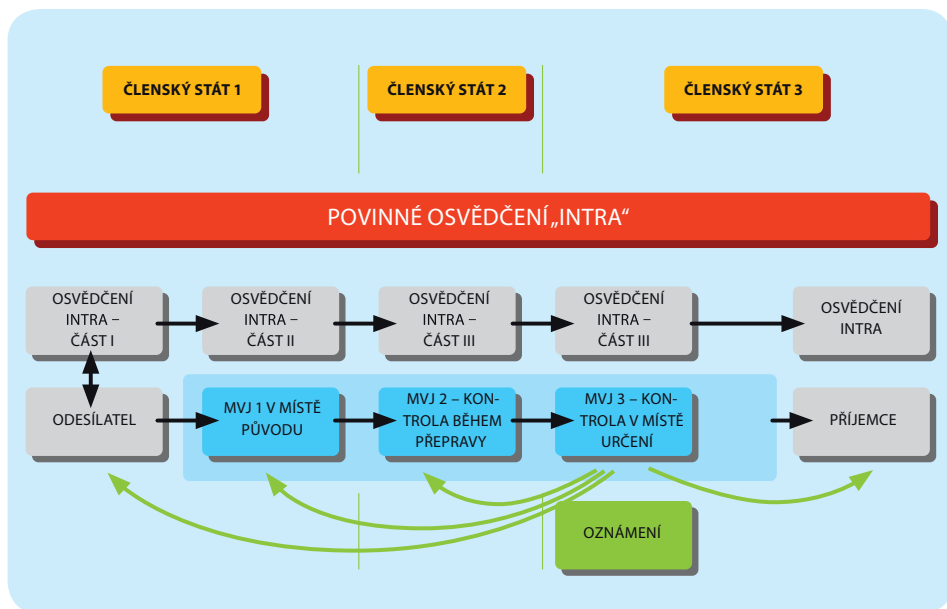 ČLENSKÝ STÁT 1
ČLENSKÝ STÁT 2
ČLENSKÝ STÁT 3
POVINNÉ OSVĚDČENÍ „INTRA“
OSVĚDČENÍ
INTRA –
ČÁST I
OSVĚDČENÍ
INTRA –
ČÁST II
OSVĚDČENÍ
INTRA –
ČÁST III
OSVĚDČENÍ
INTRA –
ČÁST III
OSVĚDČENÍ
INTRA
ODESÍLATEL
MVJ 1 V MÍSTĚ
PŮVODU
MVJ 2 – KON-
TROLA BĚHEM
PŘEPRAVY
MVJ 3 – KON-
TROLA V MÍSTĚ
URČENÍ
PŘÍJEMCE
OZNÁMENÍ